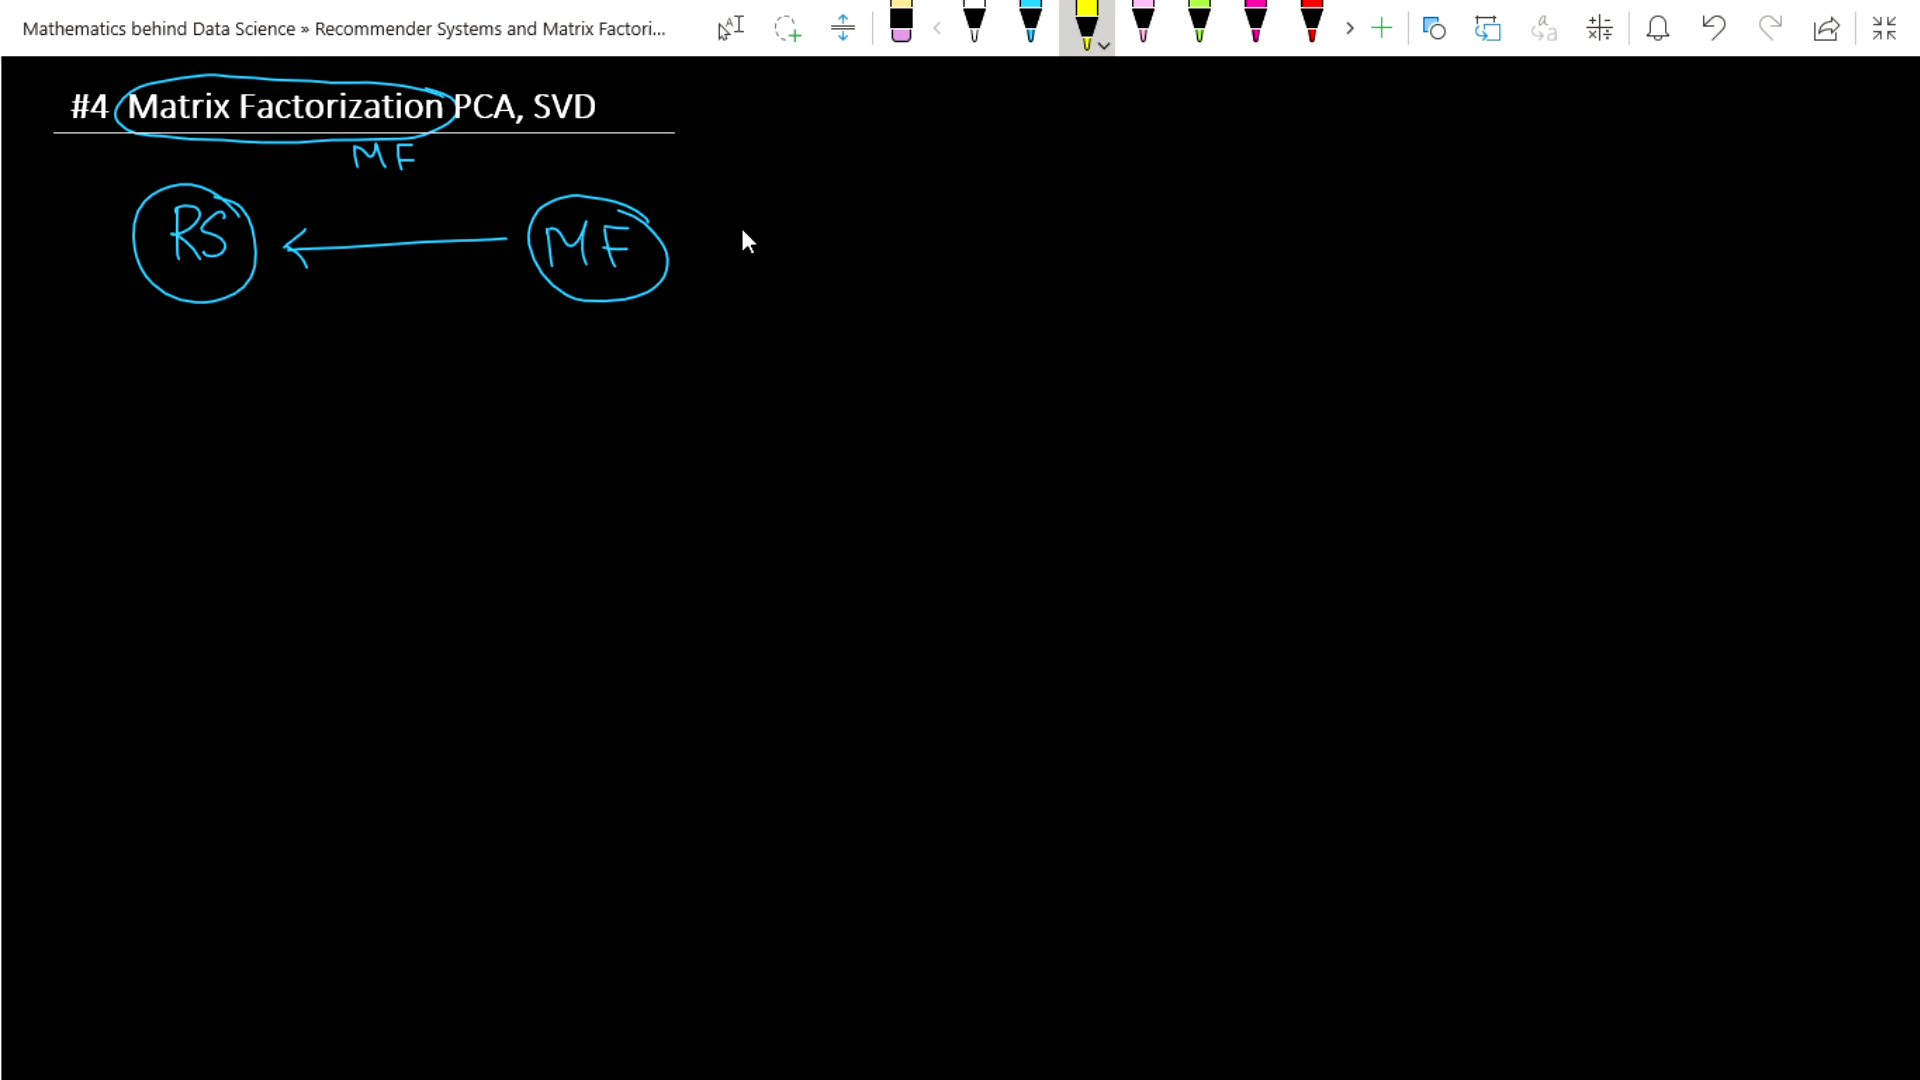 Mathematics behind Data Science » Recommender Systems and Matrix Factori...
#4 Matrix Factorization PCA, SVD
MF
RS MF